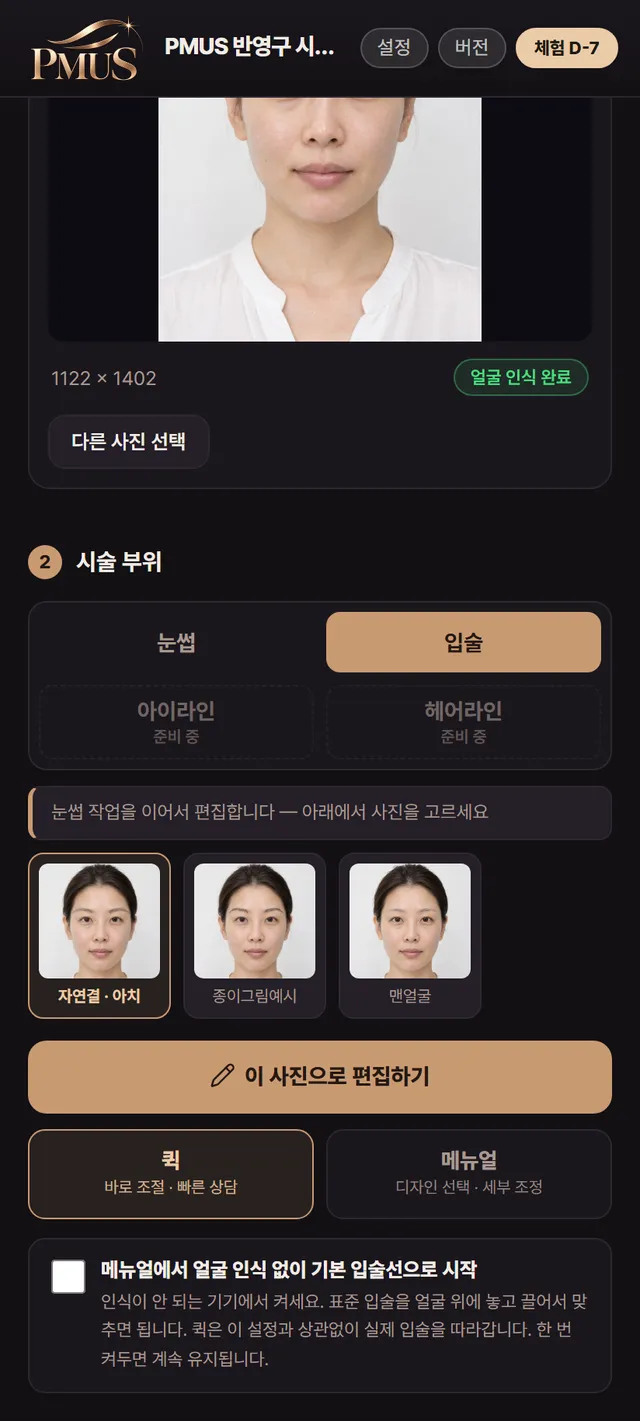 PMUS
PMUS 반영구 시...
설정
버전
체험 D-7
1122 × 1402
얼굴 인식 완료
다른 사진 선택
2
시술 부위
눈썹
입술
아이라인
준비 중
헤어라인
준비 중
눈썹 작업을 이어서 편집합니다 — 아래에서 사진을 고르세요
자연결 · 아치
종이그림예시
맨얼굴
이 사진으로 편집하기
퀵
바로 조절 · 빠른 상담
메뉴얼
디자인 선택 · 세부 조정
메뉴얼에서 얼굴 인식 없이 기본 입술선으로 시작
인식이 안 되는 기기에서 켜세요. 표준 입술을 얼굴 위에 놓고 끌어서 맞
추면 됩니다. 퀵은 이 설정과 상관없이 실제 입술을 따라갑니다. 한 번
켜두면 계속 유지됩니다.